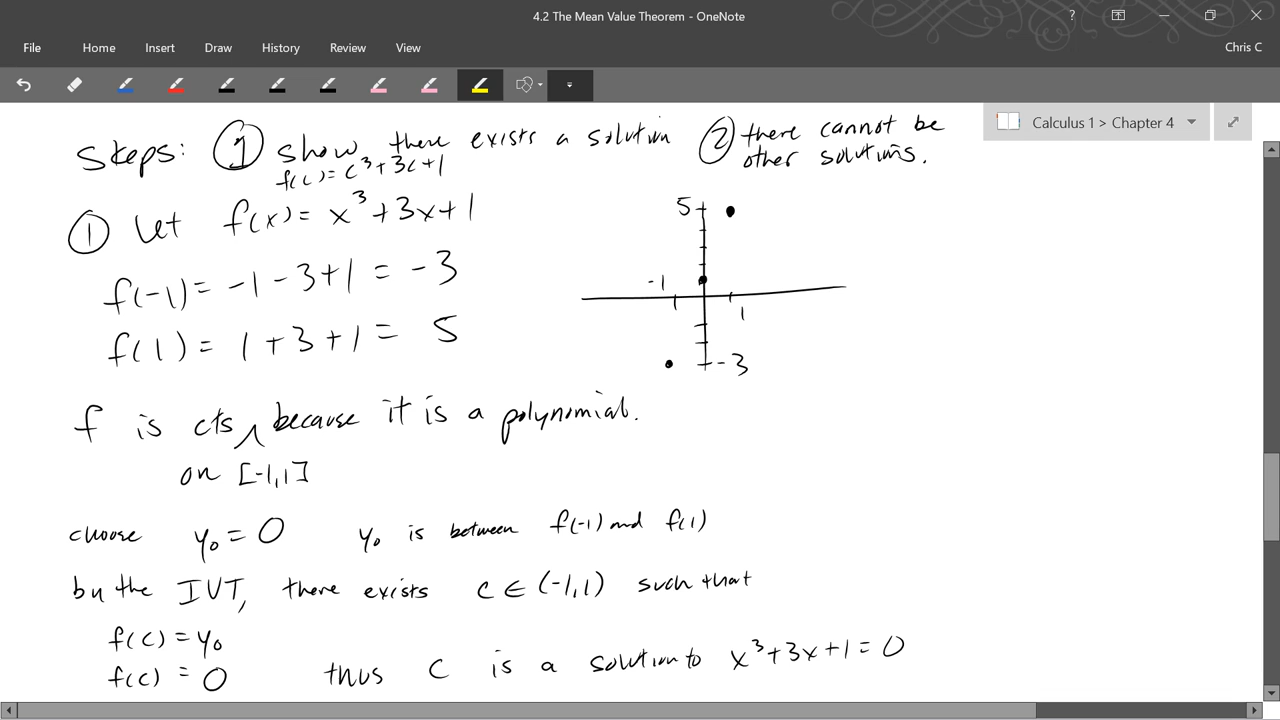 4.2 The Mean Value Theorem - OneNote
?
File Home Insert Draw History Review View
Chris C
Calculus 1 > Chapter 4
Steps: ① show there exists a solution ② there cannot be
other solutions.
f(c) = c³+3c+1
① Let f(x) = x³+3x+1
f(-1) = -1-3+1 = -3
f(1) = 1+3+1 = 5
5
-1
1
-3
f is cts ^ because it is a polynomial.
on [-1,1]
choose y₀ = 0 y₀ is between f(-1) and f(1)
by the IVT, there exists c ∈ (-1,1) such that
f(c) = y₀
f(c) = 0 thus c is a solution to x³+3x+1=0